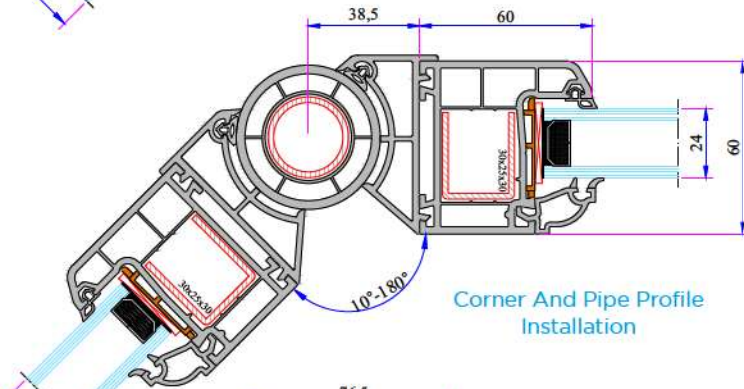 38,5
60
24
60
30x25x30
30x25x30
10°-180°
Corner And Pipe Profile
Installation